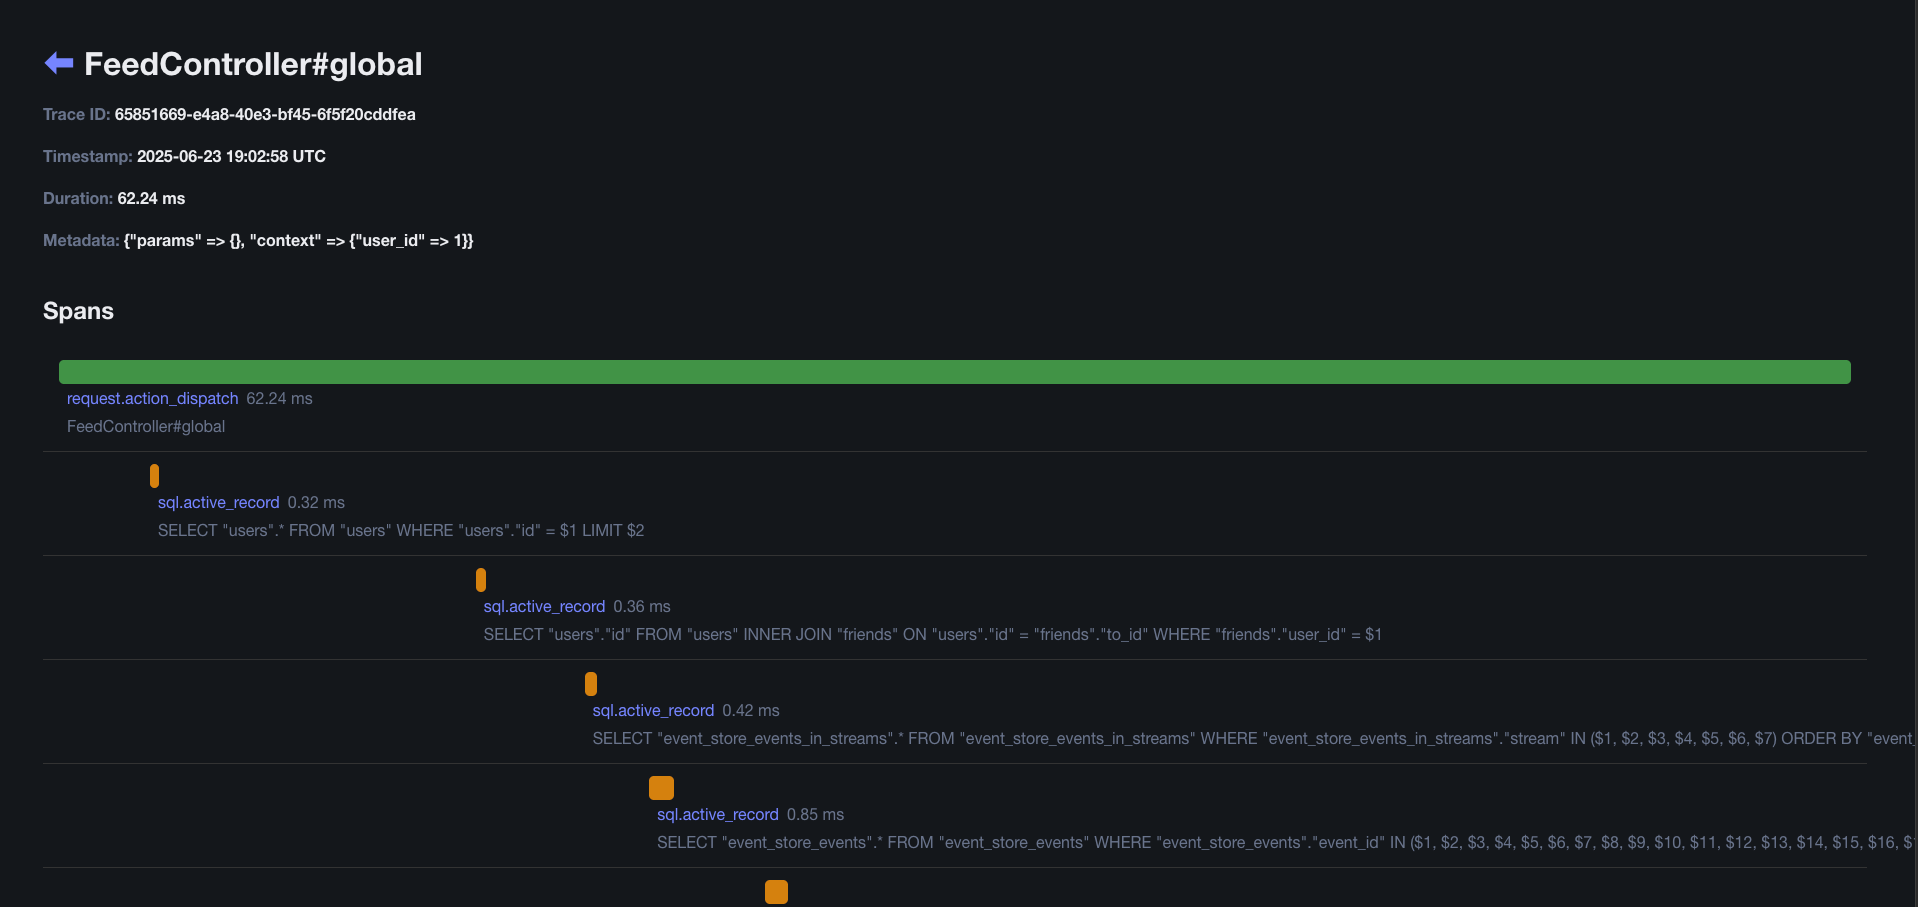 FeedController#global
Trace ID: 65851669-e4a8-40e3-bf45-6f5f20cddfea
Timestamp: 2025-06-23 19:02:58 UTC
Duration: 62.24 ms
Metadata: {"params" => {}, "context" => {"user_id" => 1}}
Spans
request.action_dispatch 62.24 ms
FeedController#global
sql.active_record 0.32 ms
SELECT "users".* FROM "users" WHERE "users"."id" = $1 LIMIT $2
sql.active_record 0.36 ms
SELECT "users"."id" FROM "users" INNER JOIN "friends" ON "users"."id" = "friends"."to_id" WHERE "friends"."user_id" = $1
sql.active_record 0.42 ms
SELECT "event_store_events_in_streams".* FROM "event_store_events_in_streams" WHERE "event_store_events_in_streams"."stream" IN ($1, $2, $3, $4, $5, $6, $7) ORDER BY "event_
sql.active_record 0.85 ms
SELECT "event_store_events".* FROM "event_store_events" WHERE "event_store_events"."event_id" IN ($1, $2, $3, $4, $5, $6, $7, $8, $9, $10, $11, $12, $13, $14, $15, $16, $